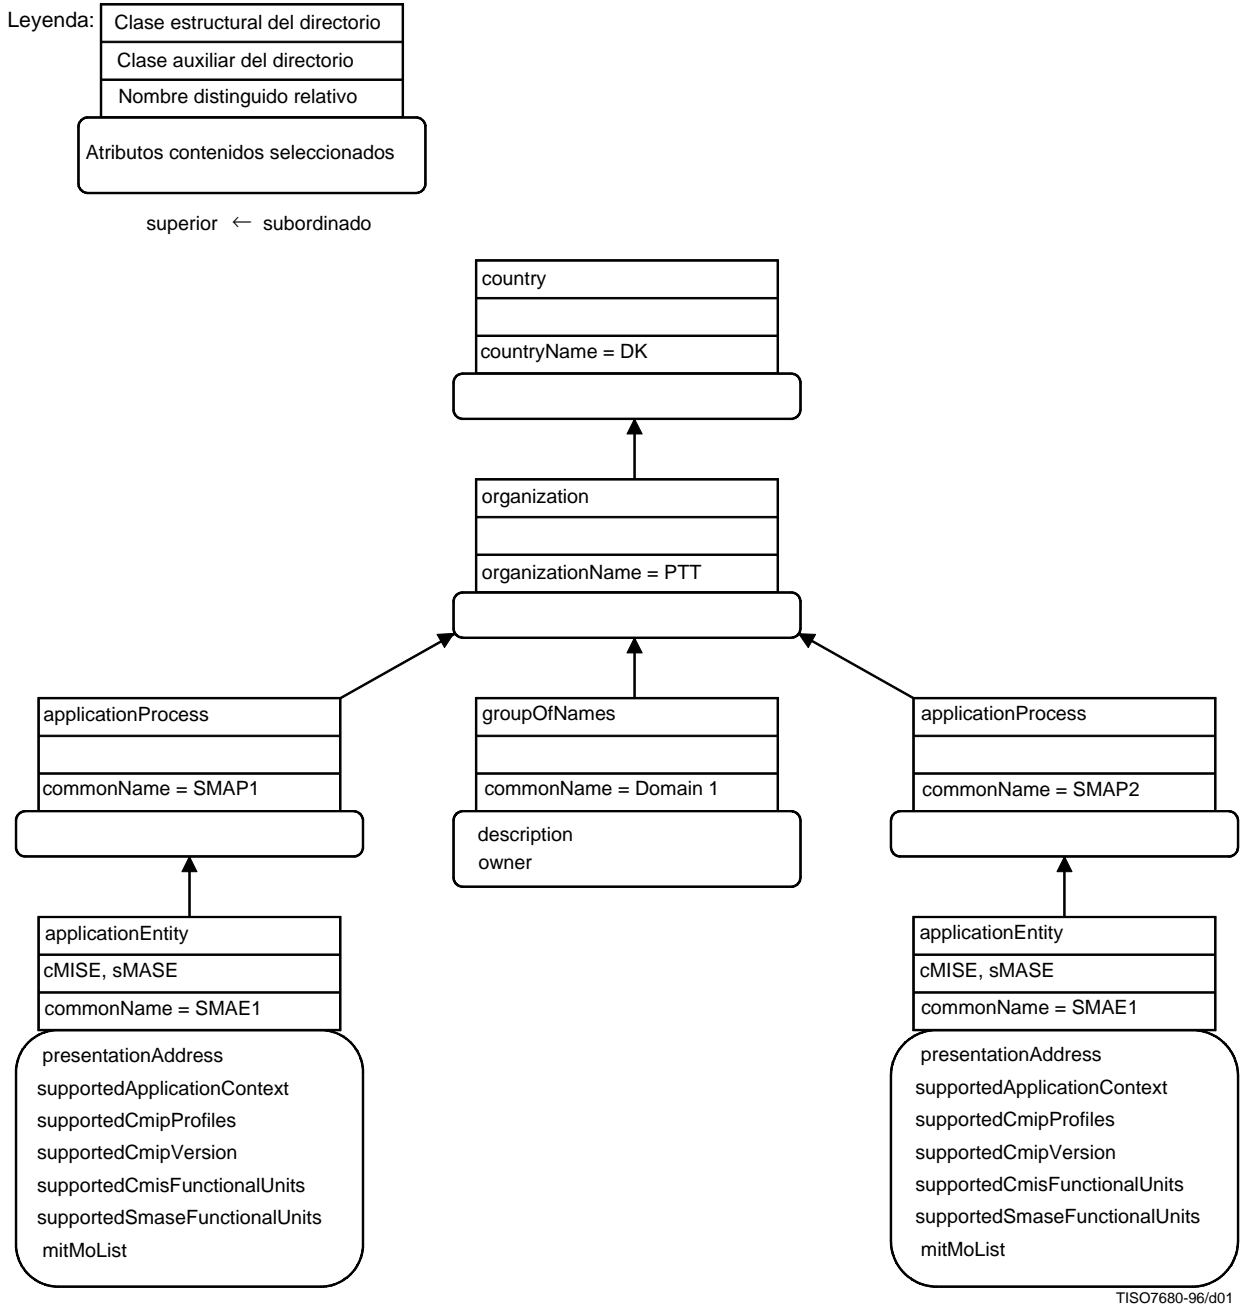 Leyenda:
Clase estructural del directorio
Clase auxiliar del directorio
Nombre distinguido relativo
Atributos contenidos seleccionados
superior ← subordinado
country
countryName = DK
organization
organizationName = PTT
applicationProcess
commonName = SMAP1
groupOfNames
commonName = Domain 1
description
owner
applicationProcess
commonName = SMAP2
applicationEntity
cMISE, sMASE
commonName = SMAE1
presentationAddress
supportedApplicationContext
supportedCmipProfiles
supportedCmipVersion
supportedCmisFunctionalUnits
supportedSmaseFunctionalUnits
mitMoList
applicationEntity
cMISE, sMASE
commonName = SMAE1
presentationAddress
supportedApplicationContext
supportedCmipProfiles
supportedCmipVersion
supportedCmisFunctionalUnits
supportedSmaseFunctionalUnits
mitMoList
TISO7680-96/d01